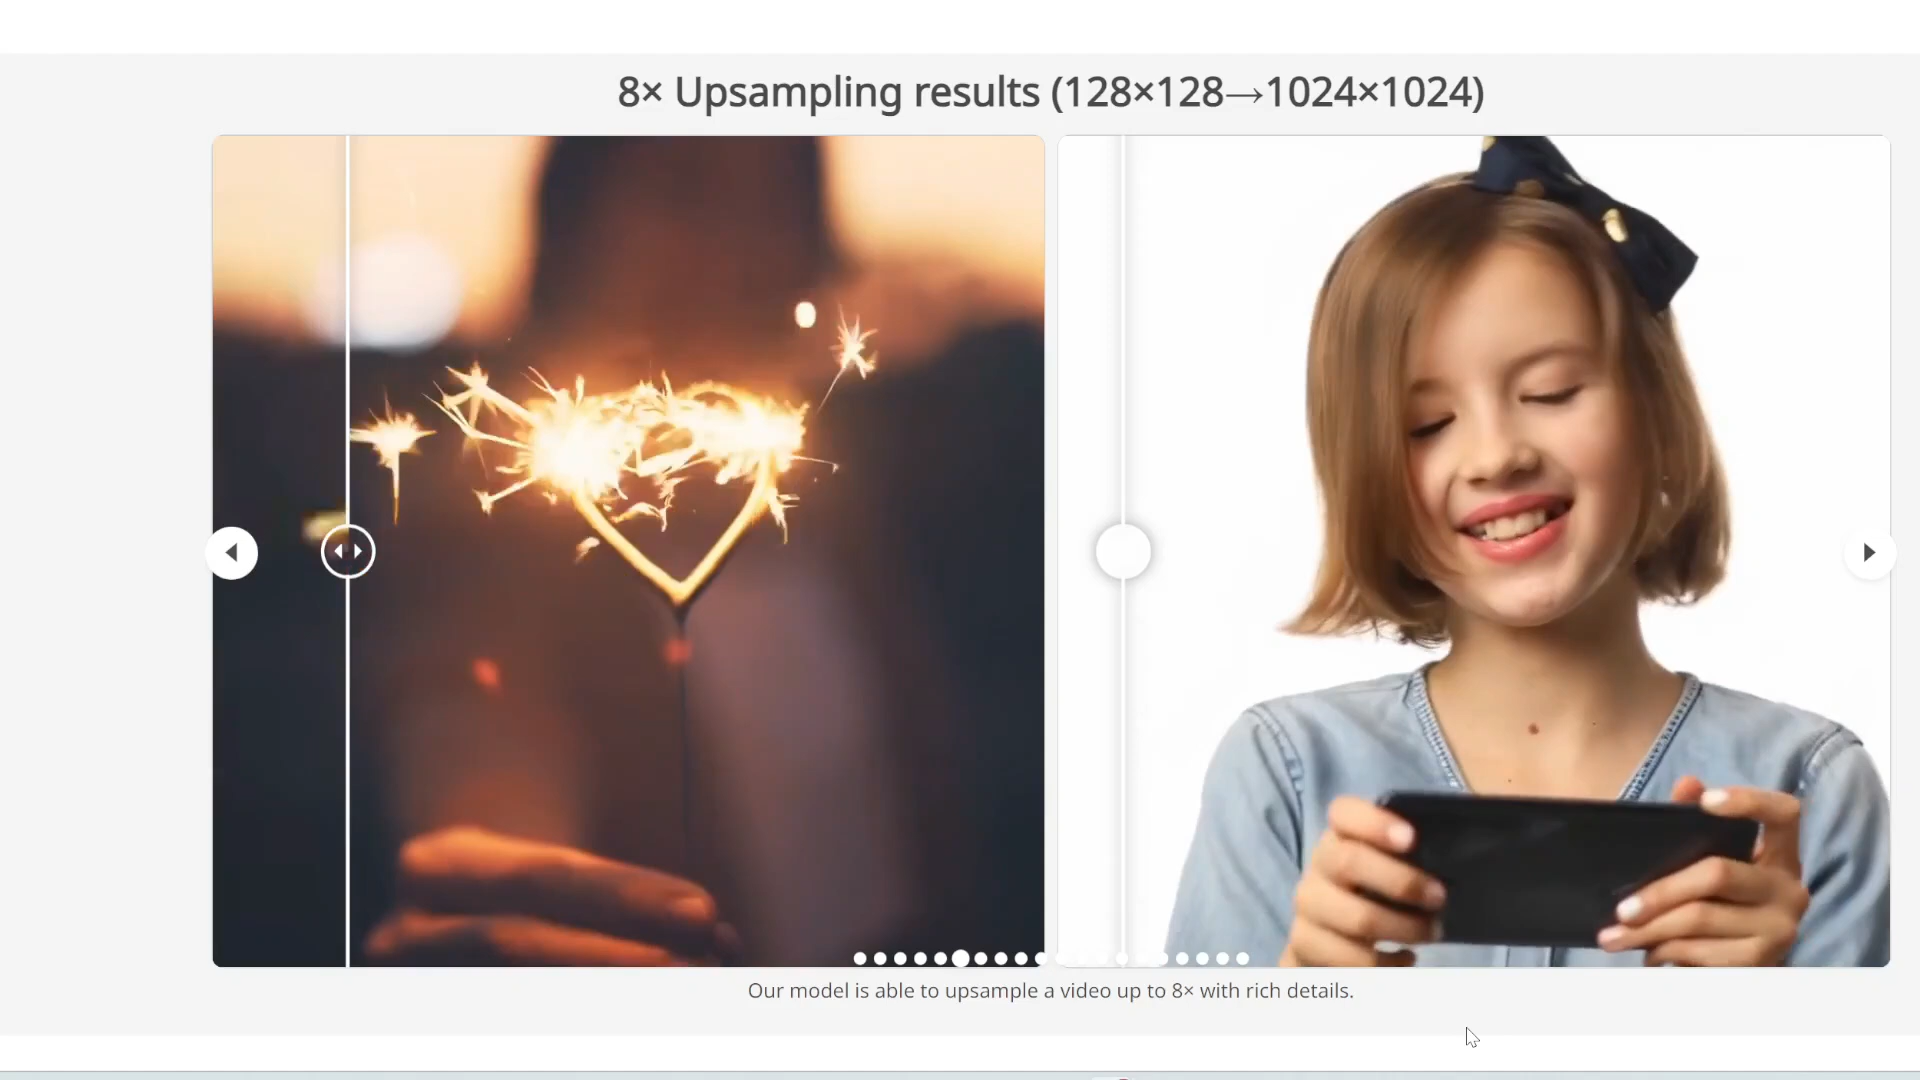 8× Upsampling results (128×128→1024×1024)
Our model is able to upsample a video up to 8× with rich details.